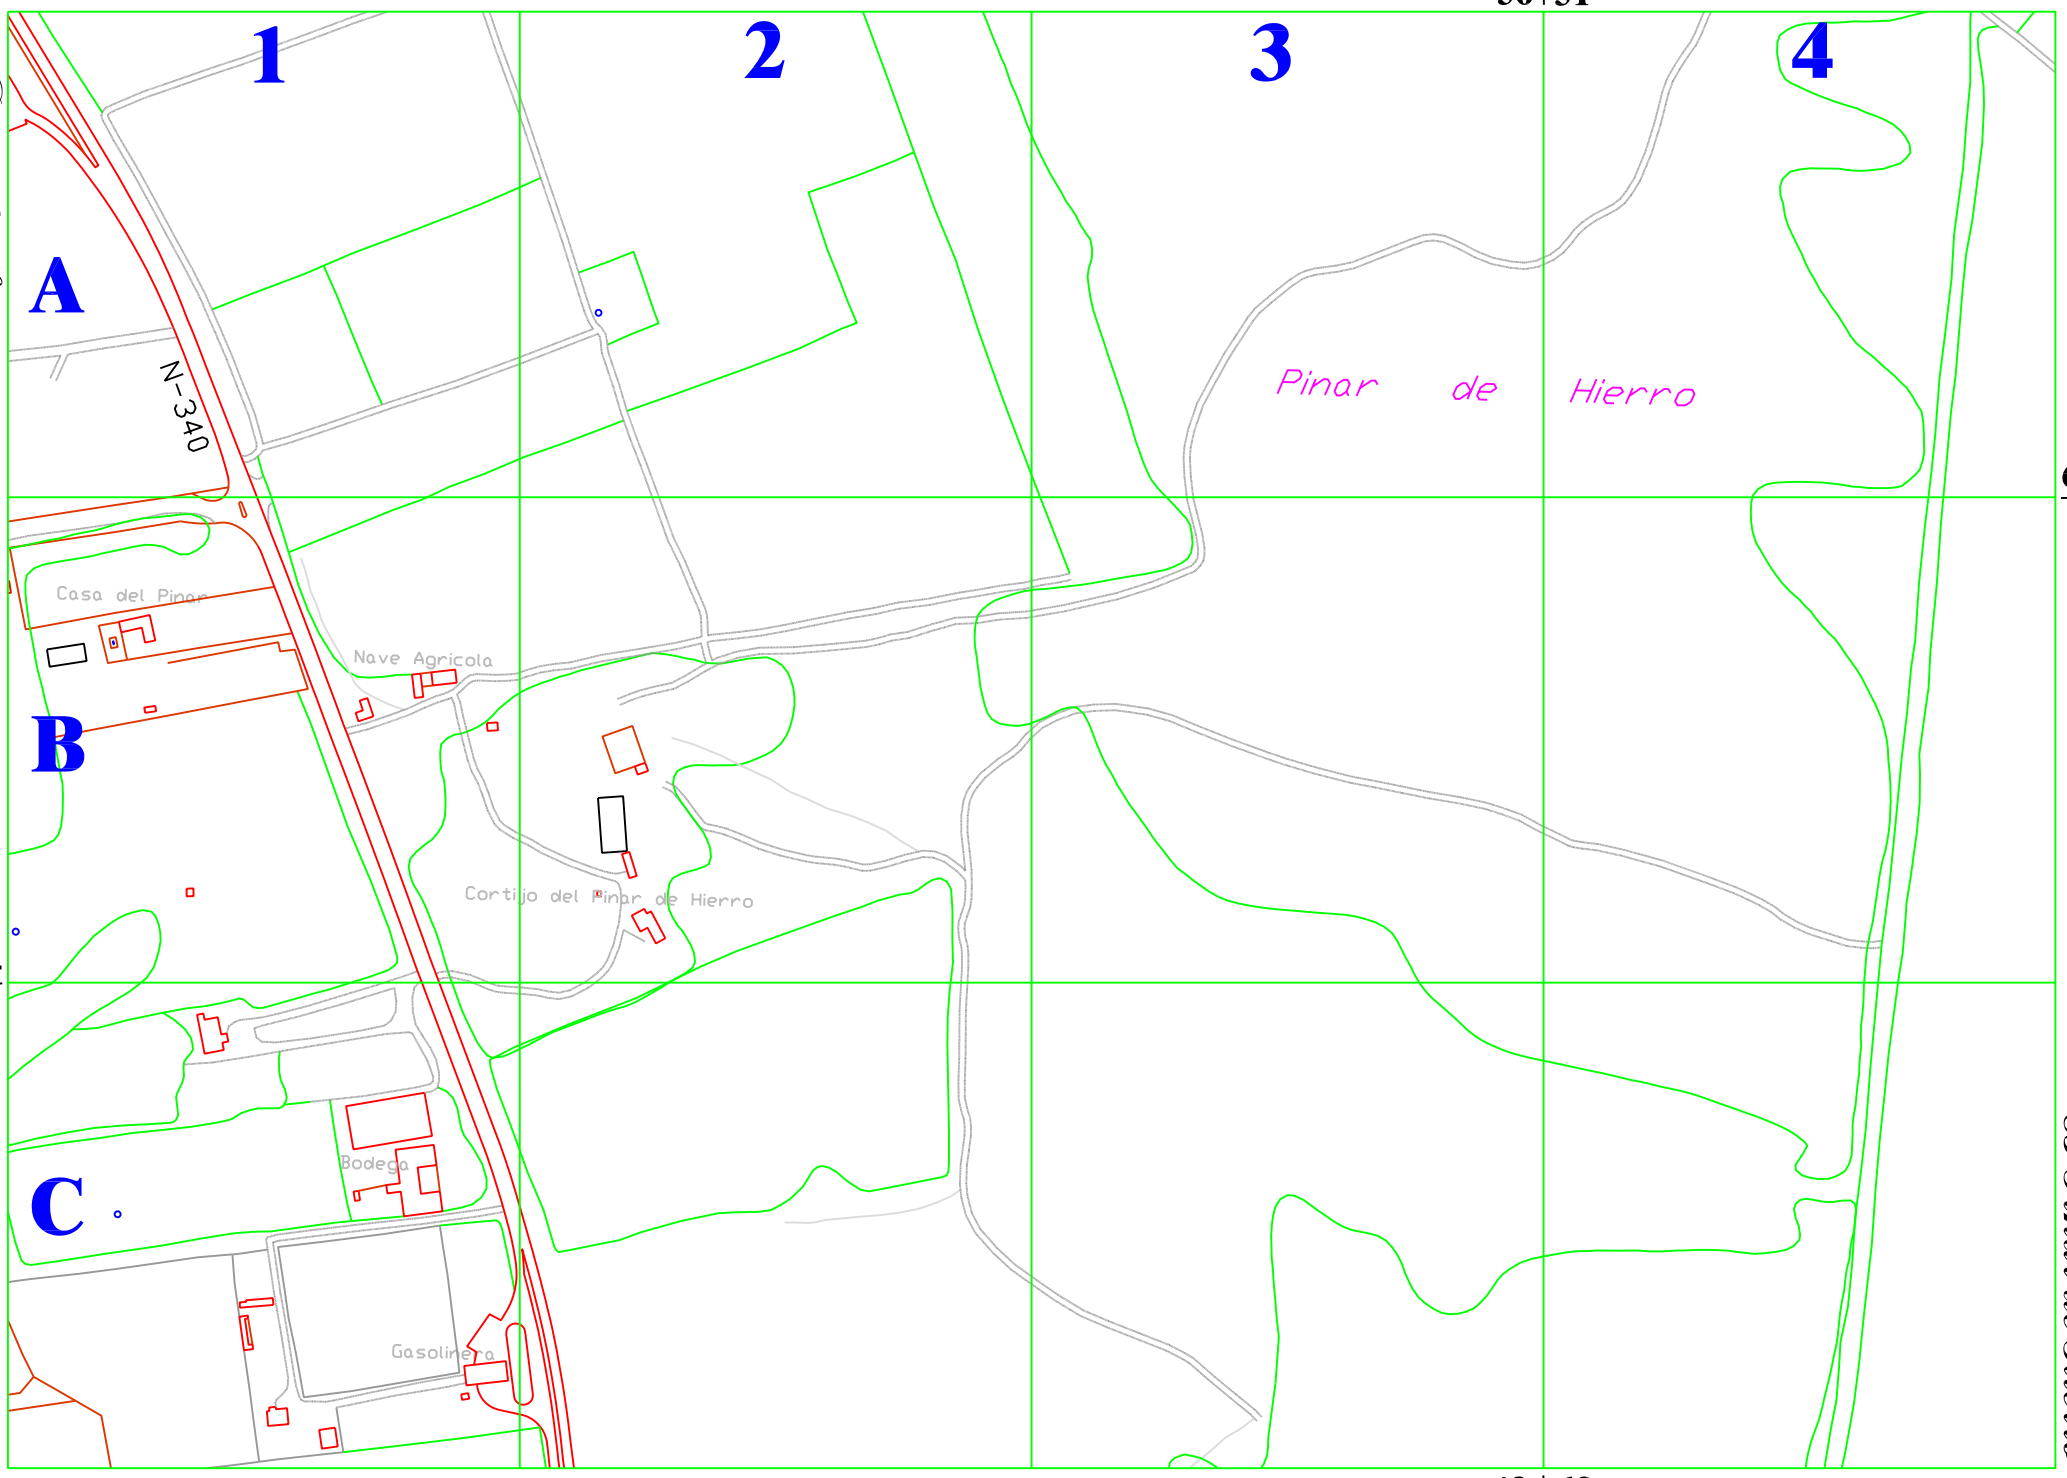 1 2 3 4
A
N-340
Pinar de Hierro
Casa del Pinar
Nave Agricola
B
Cortijo del Pinar de Hierro
Bodega
C
Gasolinera